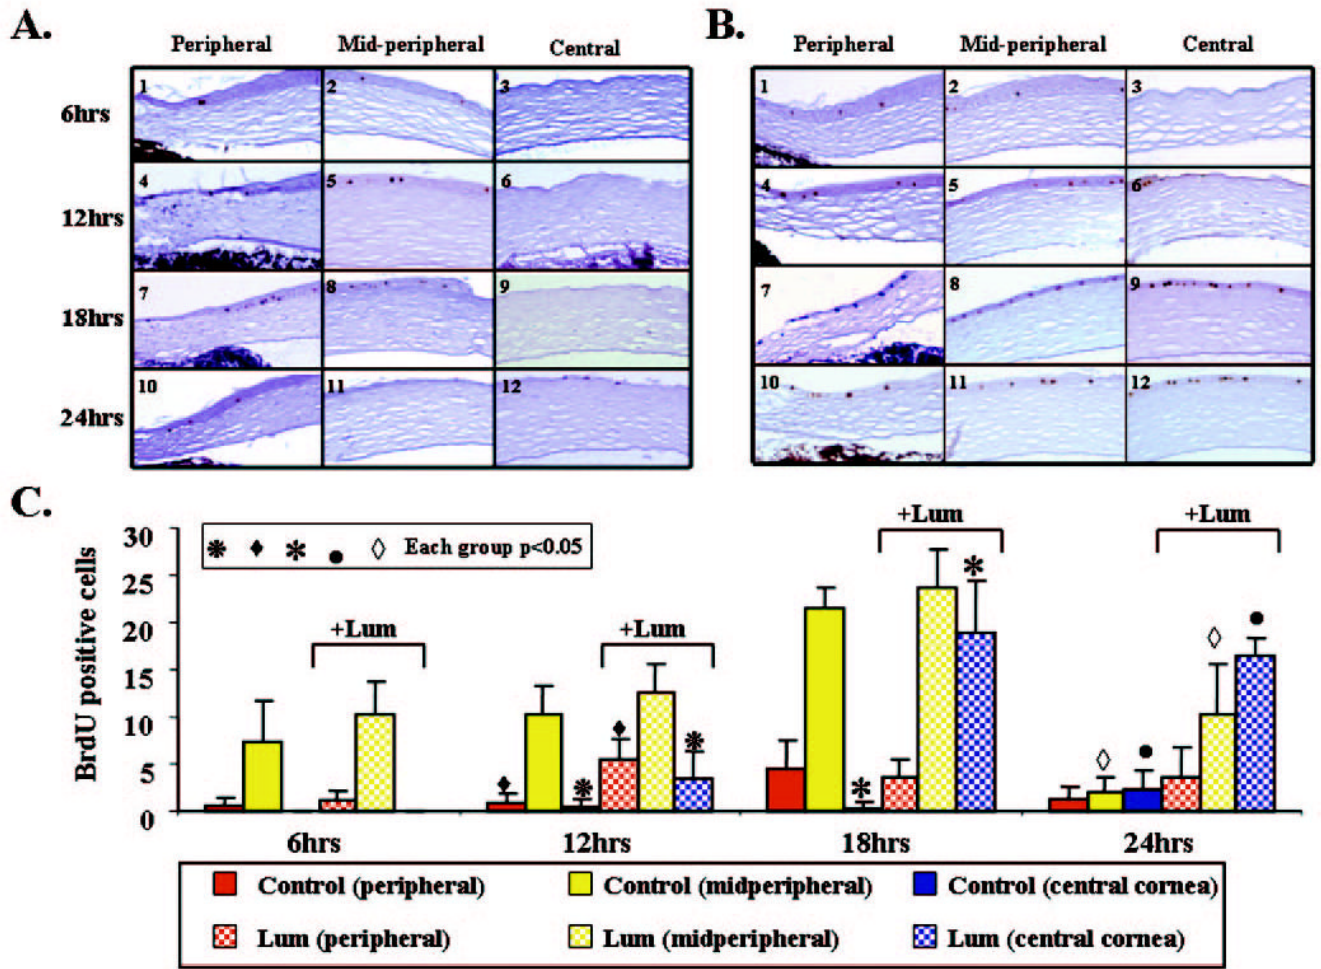 A.
Peripheral Mid-peripheral Central
6hrs 1 2 3
12hrs 4 5 6
18hrs 7 8 9
24hrs 10 11 12
B.
Peripheral Mid-peripheral Central
1 2 3
4 5 6
7 8 9
10 11 12
C.
BrdU positive cells
30
25
20
15
10
5
0
* ♦ * ● ◊ Each group p<0.05
+Lum
+Lum
+Lum
+Lum
♦ * ♦ *
* *
◊ ● ◊ ●
6hrs 12hrs 18hrs 24hrs
Control (peripheral) Control (midperipheral) Control (central cornea)
Lum (peripheral) Lum (midperipheral) Lum (central cornea)